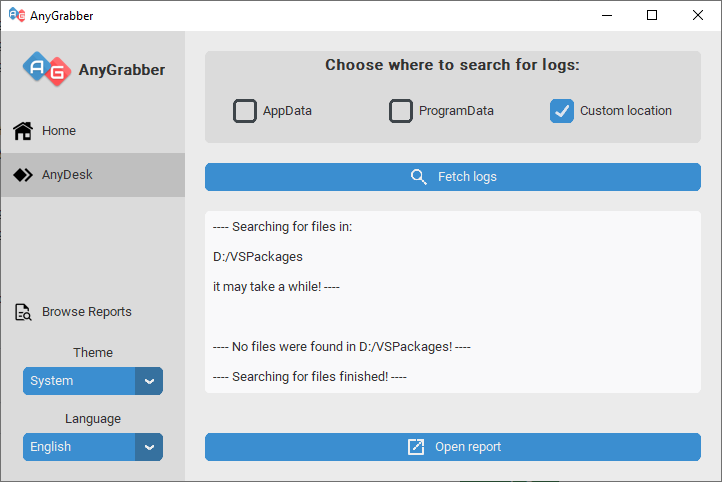 AnyGrabber
AG AnyGrabber
Home
AnyDesk
Browse Reports
Theme
System
Language
English
Choose where to search for logs:
AppData
ProgramData
Custom location
Fetch logs
---- Searching for files in:
D:/VSPackages
it may take a while! ----
---- No files were found in D:/VSPackages! ----
---- Searching for files finished! ----
Open report